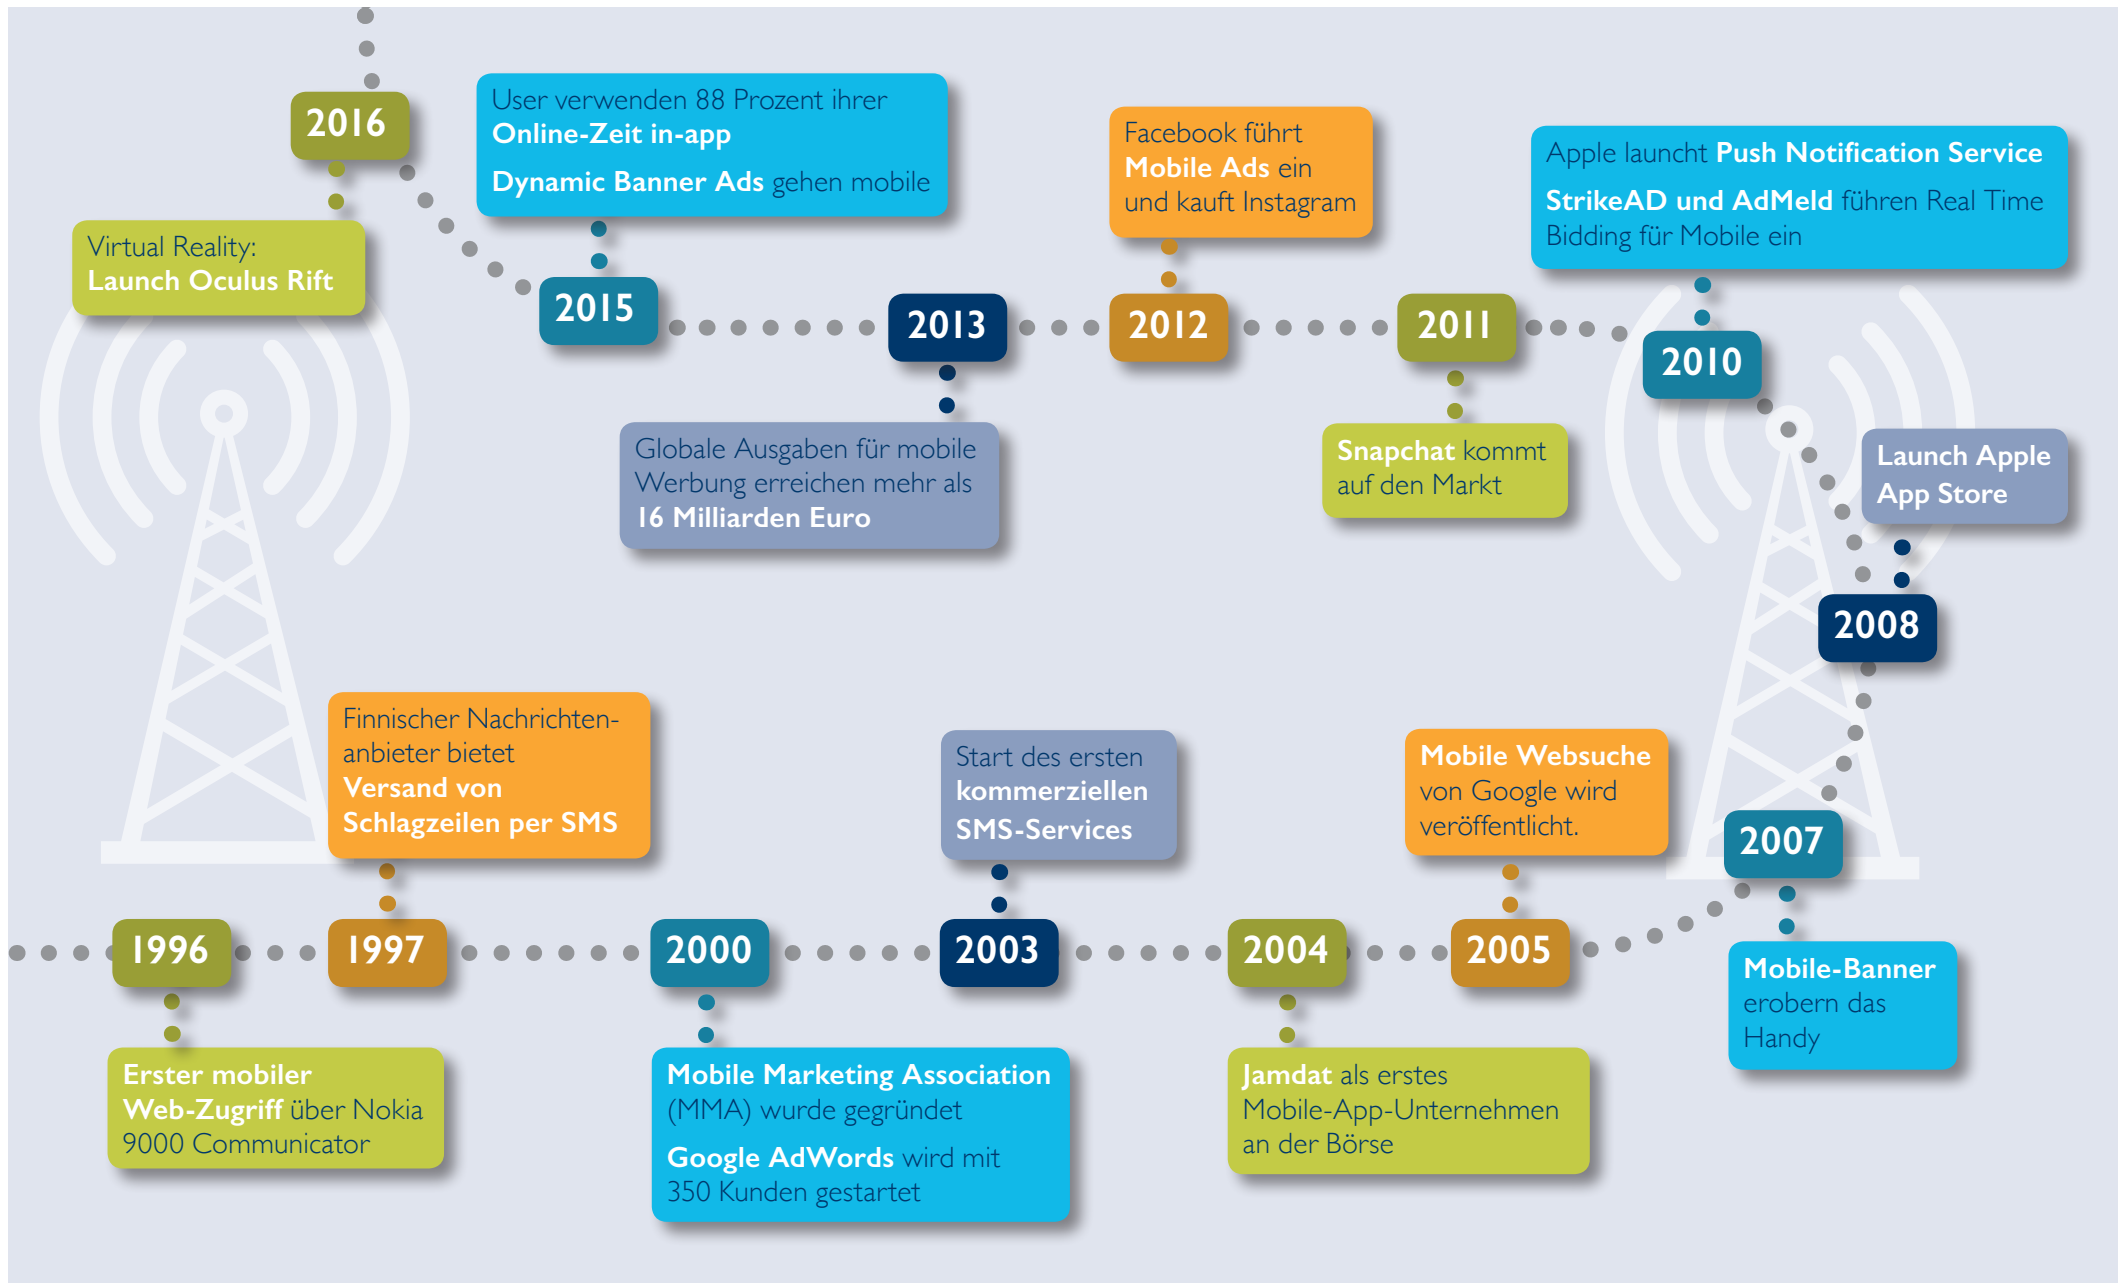 2016
Virtual Reality:
Launch Oculus Rift
User verwenden 88 Prozent ihrer
Online-Zeit in-app
Dynamic Banner Ads gehen mobile
2015
2013
Globale Ausgaben für mobile
Werbung erreichen mehr als
16 Milliarden Euro
Facebook führt
Mobile Ads ein
und kauft Instagram
2012
2011
Snapchat kommt
auf den Markt
Apple launcht Push Notification Service
StrikeAD und AdMeld führen Real Time
Bidding für Mobile ein
2010
Launch Apple
App Store
2008
Finnischer Nachrichten-
anbieter bietet
Versand von
Schlagzeilen per SMS
Start des ersten
kommerziellen
SMS-Services
Mobile Websuche
von Google wird
veröffentlicht.
2007
Mobile-Banner
erobern das
Handy
1996
1997
2000
2003
2004
2005
Erster mobiler
Web-Zugriff über Nokia
9000 Communicator
Mobile Marketing Association
(MMA) wurde gegründet
Google AdWords wird mit
350 Kunden gestartet
Jamdat als erstes
Mobile-App-Unternehmen
an der Börse